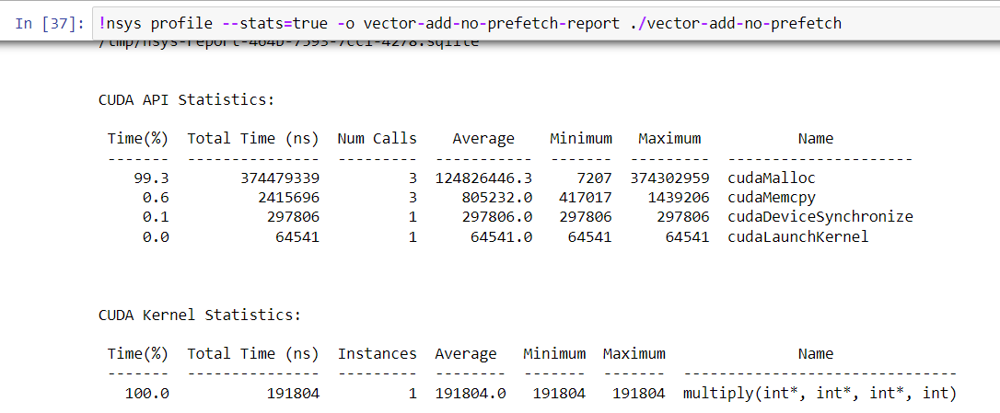 In [37]: !nsys profile --stats=true -o vector-add-no-prefetch-report ./vector-add-no-prefetch
/tmp/nsys-report-464b-7593-7cc1-4278.sqlite
CUDA API Statistics:
Time(%) Total Time (ns) Num Calls Average Minimum Maximum Name
------- --------------- --------- ----------- ------- --------- ---------------------
99.3 374479339 3 124826446.3 7207 374302959 cudaMalloc
0.6 2415696 3 805232.0 417017 1439206 cudaMemcpy
0.1 297806 1 297806.0 297806 297806 cudaDeviceSynchronize
0.0 64541 1 64541.0 64541 64541 cudaLaunchKernel
CUDA Kernel Statistics:
Time(%) Total Time (ns) Instances Average Minimum Maximum Name
------- --------------- --------- -------- ------- ------- -------------------------------
100.0 191804 1 191804.0 191804 191804 multiply(int*, int*, int*, int)